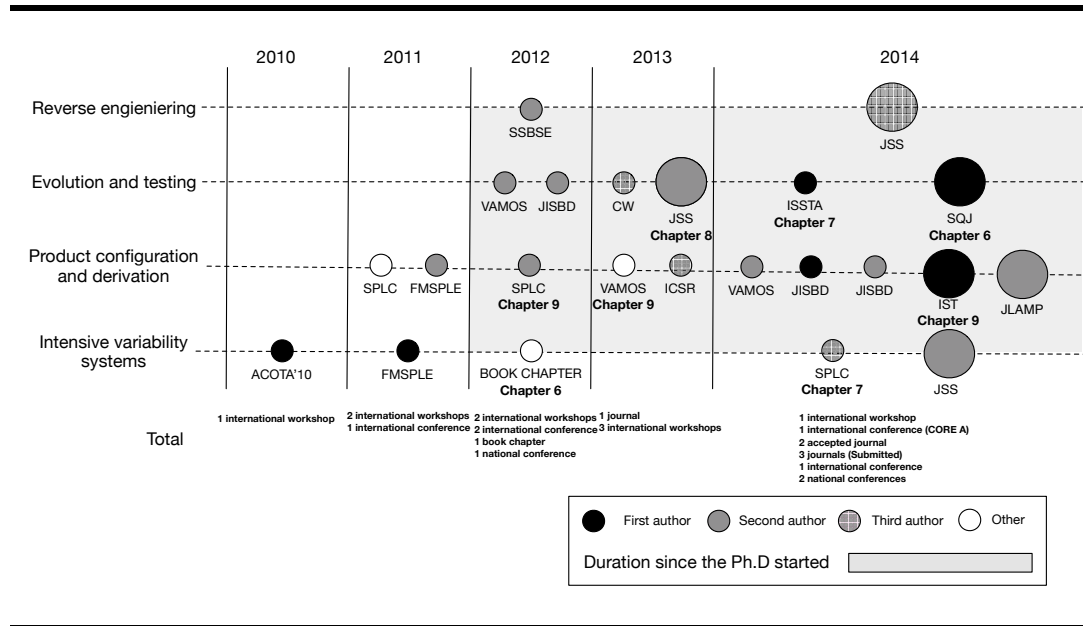 2010 2011 2012 2013 2014
Reverse engieniering
SSBSE
JSS
Evolution and testing
VAMOS JISBD CW JSS ISSTA SQJ
Chapter 8 Chapter 7 Chapter 6
Product configuration
and derivation
SPLC FMSPLE SPLC VAMOS ICSR VAMOS JISBD JISBD IST JLAMP
Chapter 9 Chapter 9 Chapter 9
Intensive variability
systems
ACOTA'10 FMSPLE BOOK CHAPTER SPLC JSS
Chapter 6 Chapter 7
Total
1 international workshop
2 international workshops
1 international conference
2 international workshops
2 international conference
1 book chapter
1 national conference
1 journal
3 international workshops
1 international workshop
1 international conference (CORE A)
2 accepted journal
3 journals (Submitted)
1 international conference
2 national conferences
First author Second author Third author Other
Duration since the Ph.D started